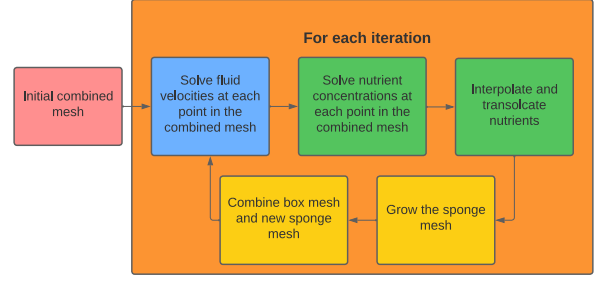 For each iteration
Initial combined
mesh
Solve fluid
velocities at each
point in the
combined mesh
Solve nutrient
concentrations at
each point in the
combined mesh
Interpolate and
transolcate
nutrients
Combine box mesh
and new sponge
mesh
Grow the sponge
mesh